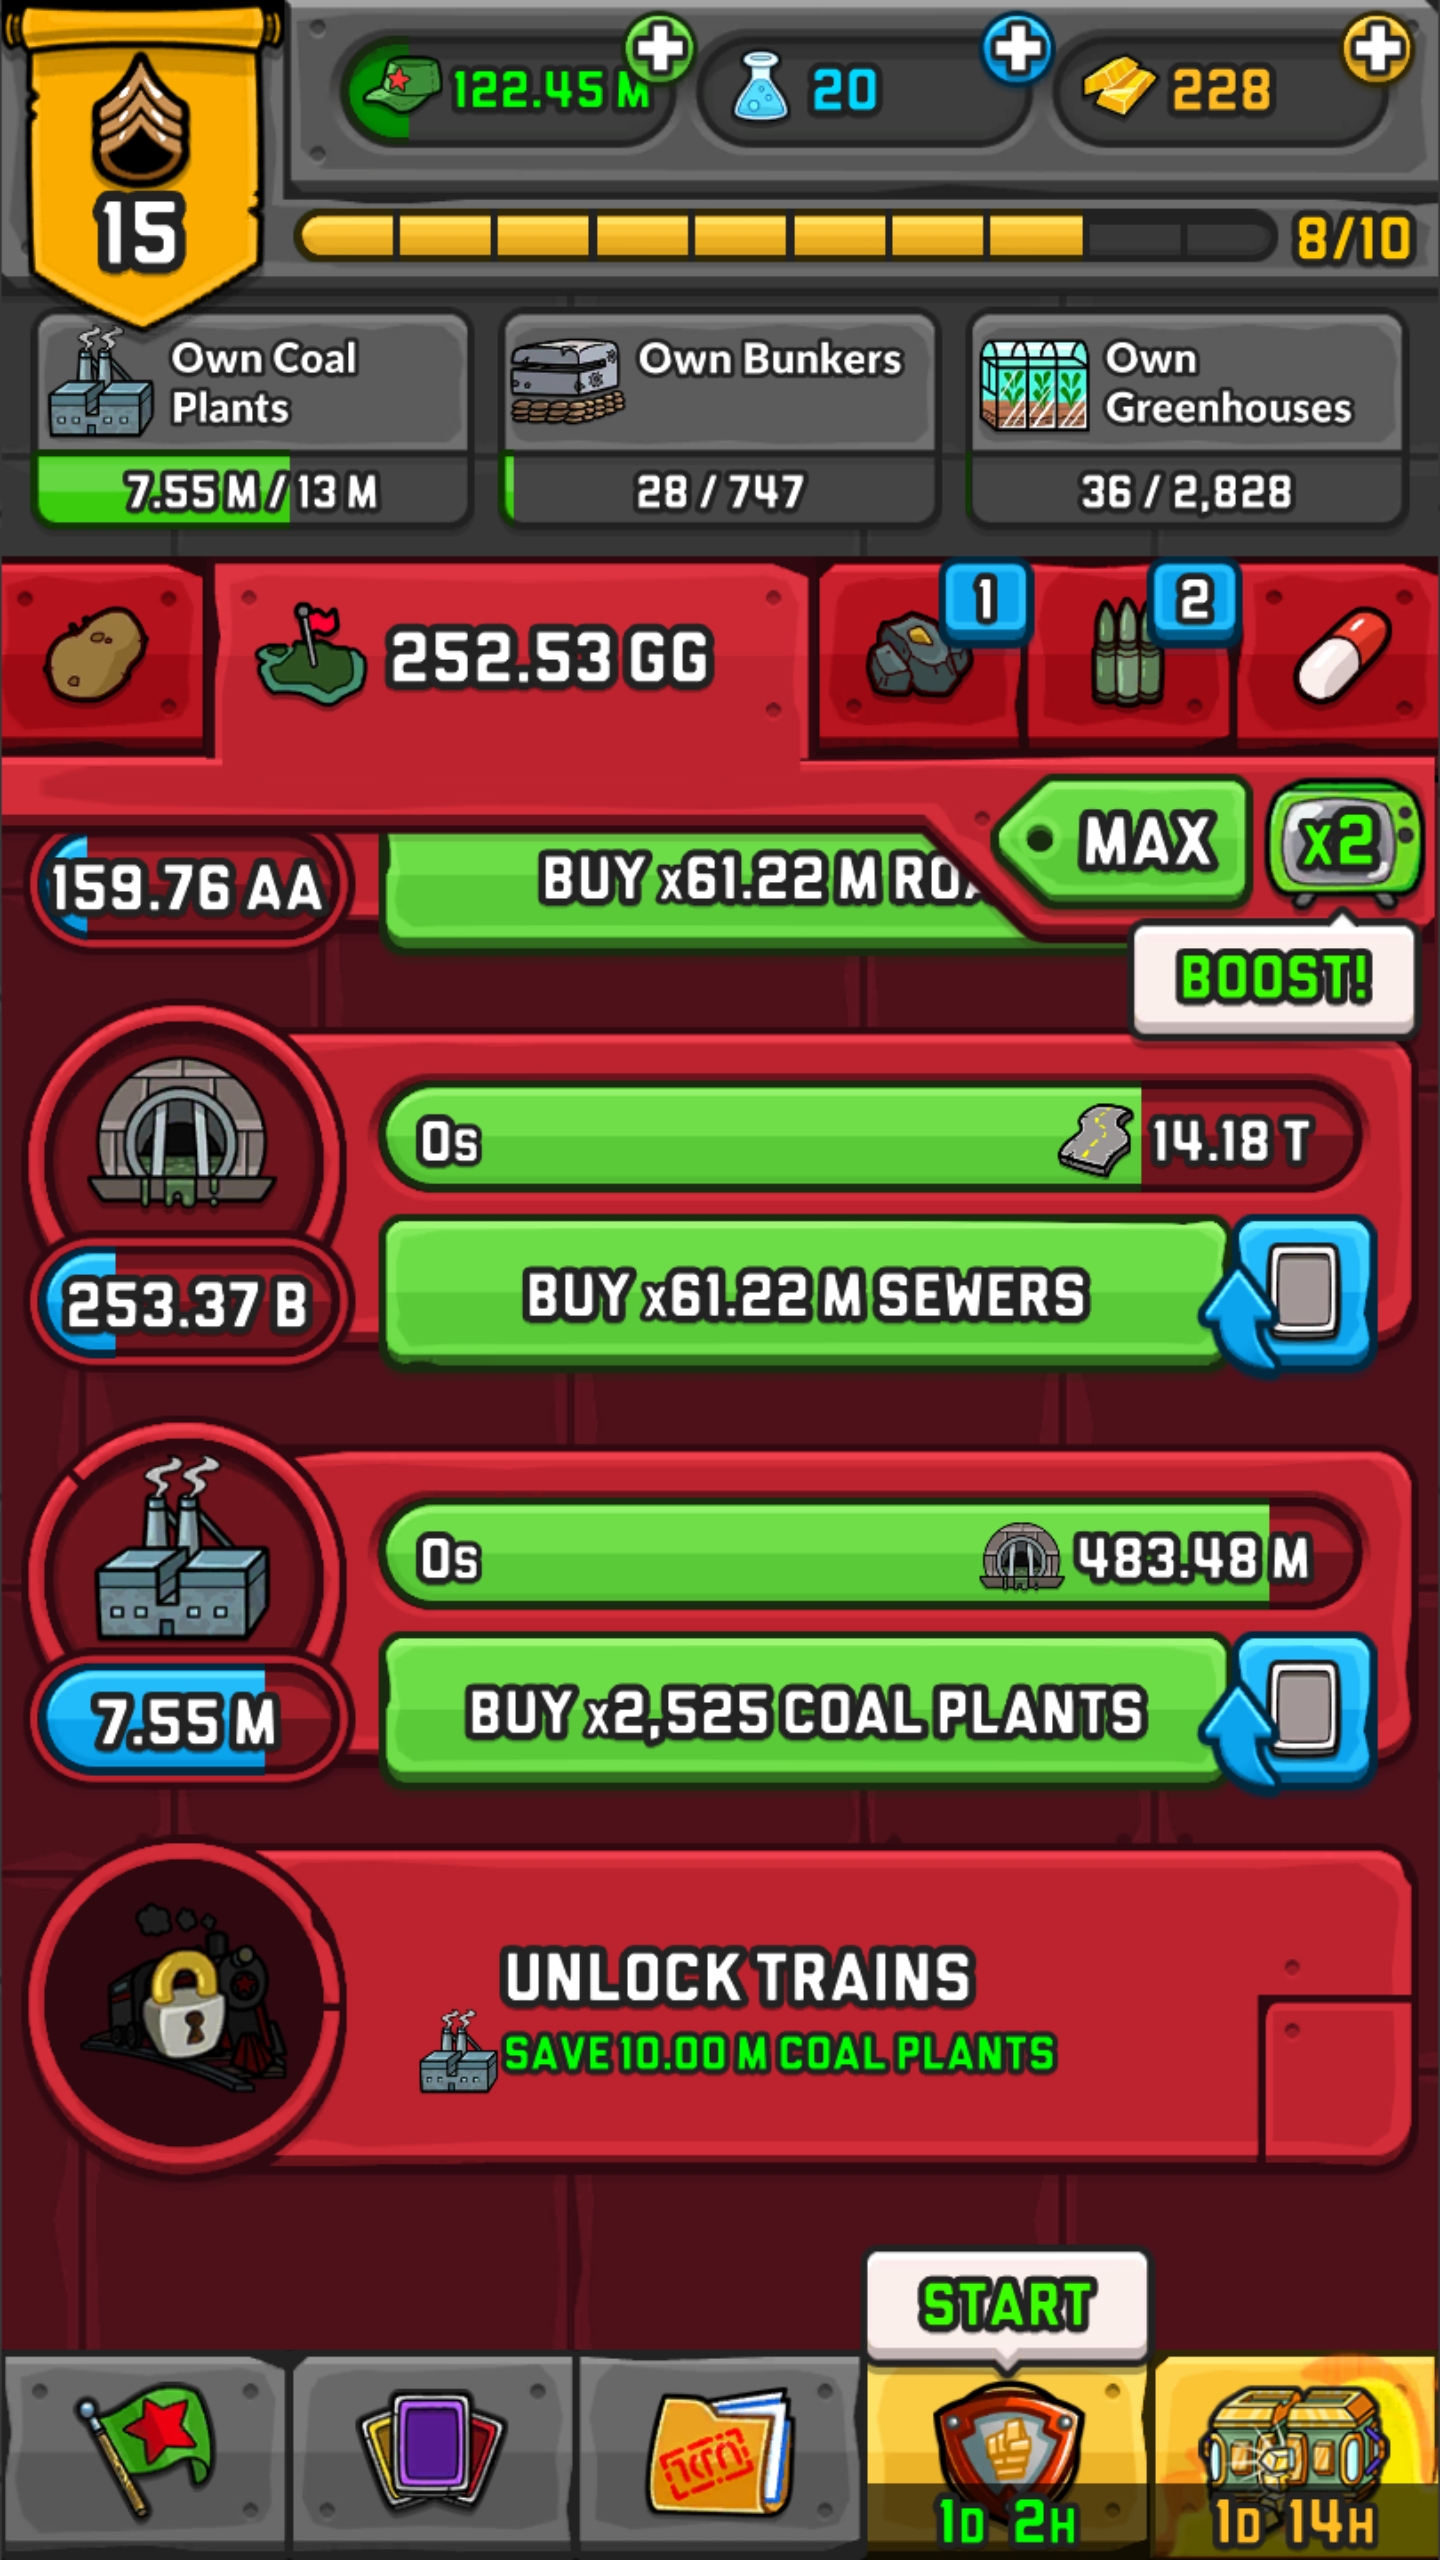 122.45 M
20
228
15
8/10
Own Coal
Plants
Own Bunkers
Own
Greenhouses
7.55 M / 13 M
28 / 747
36 / 2,828
252.53 GG
1
2
MAX
x2
159.76 AA
BUY x61.22 M
BOOST!
0s
14.18 T
253.37 B
BUY x61.22 M SEWERS
0s
483.48 M
7.55 M
BUY x2,525 COAL PLANTS
UNLOCK TRAINS
SAVE 10.00 M COAL PLANTS
START
1D 2H
1D 14H